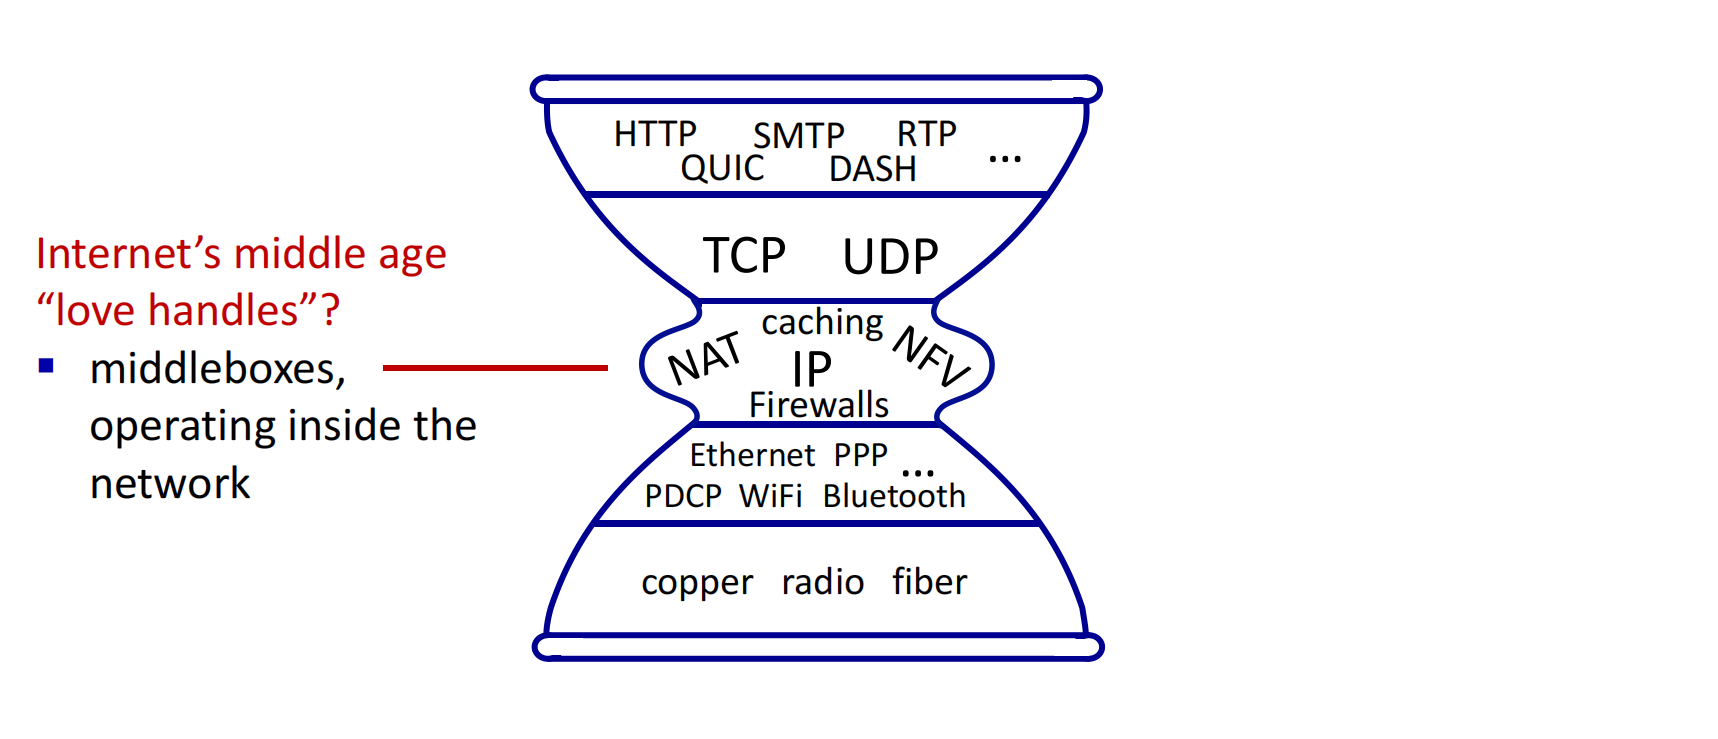 Internet’s middle age
“love handles”?
▪ middleboxes,
operating inside the
network
HTTP SMTP RTP
QUIC DASH ...
TCP UDP
caching
NAT IP NFV
Firewalls
Ethernet PPP ...
PDCP WiFi Bluetooth
copper radio fiber